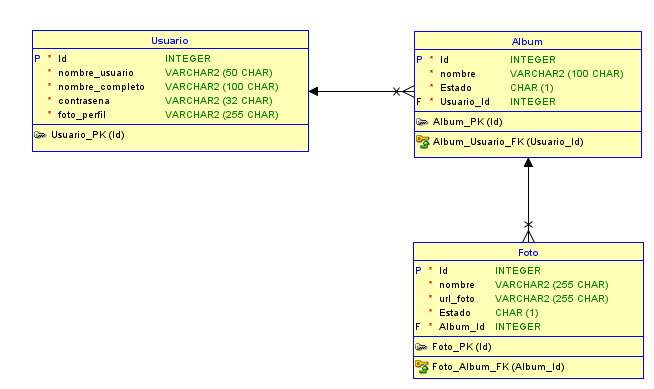 Usuario
P * Id INTEGER
* nombre_usuario VARCHAR2 (50 CHAR)
* nombre_completo VARCHAR2 (100 CHAR)
* contrasena VARCHAR2 (32 CHAR)
* foto_perfil VARCHAR2 (255 CHAR)
Usuario_PK (Id)
Album
P * Id INTEGER
* nombre VARCHAR2 (100 CHAR)
* Estado CHAR (1)
F * Usuario_Id INTEGER
Album_PK (Id)
Album_Usuario_FK (Usuario_Id)
Foto
P * Id INTEGER
* nombre VARCHAR2 (255 CHAR)
* url_foto VARCHAR2 (255 CHAR)
* Estado CHAR (1)
F * Album_Id INTEGER
Foto_PK (Id)
Foto_Album_FK (Album_Id)